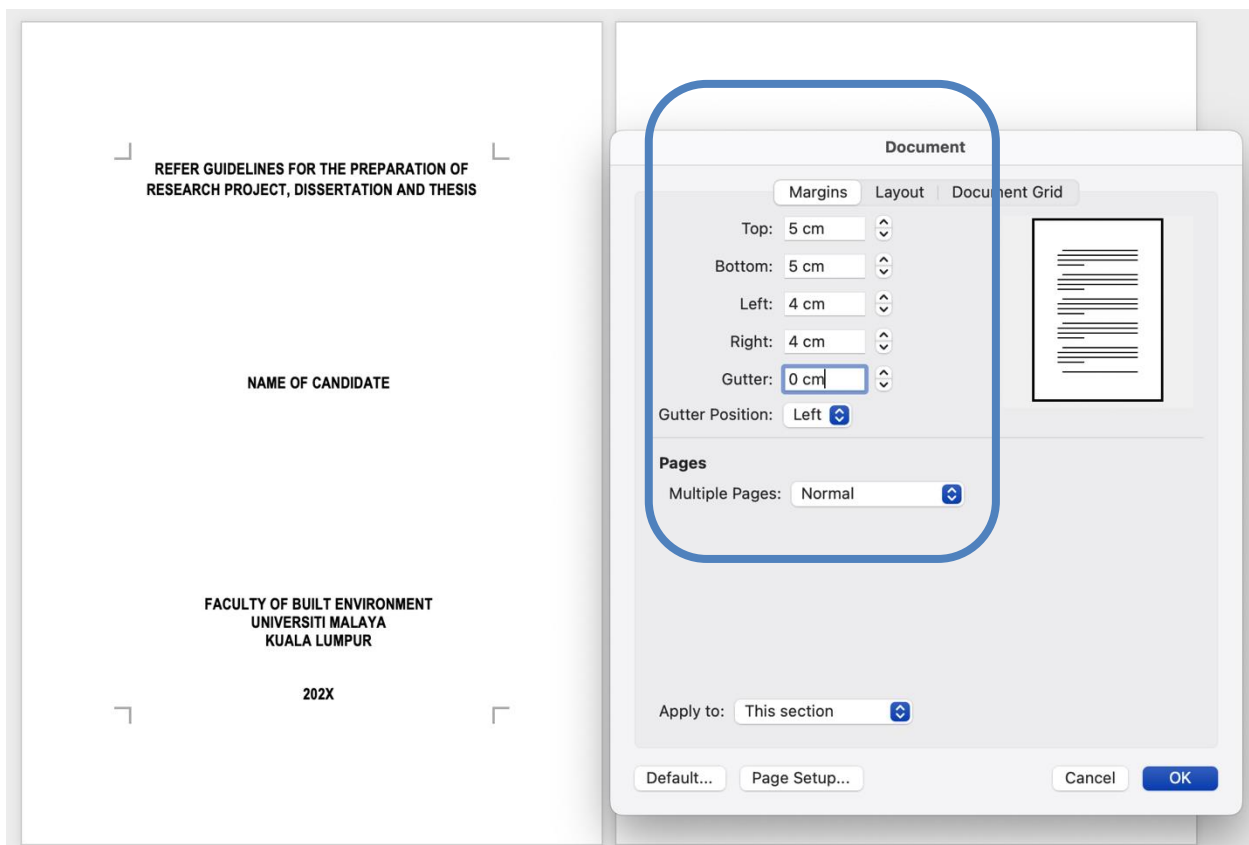 REFER GUIDELINES FOR THE PREPARATION OF
RESEARCH PROJECT, DISSERTATION AND THESIS
NAME OF CANDIDATE
FACULTY OF BUILT ENVIRONMENT
UNIVERSITI MALAYA
KUALA LUMPUR
202X
Document
Margins Layout Document Grid
Top: 5 cm
Bottom: 5 cm
Left: 4 cm
Right: 4 cm
Gutter: 0 cm
Gutter Position: Left
Pages
Multiple Pages: Normal
Apply to: This section
Default... Page Setup... Cancel OK